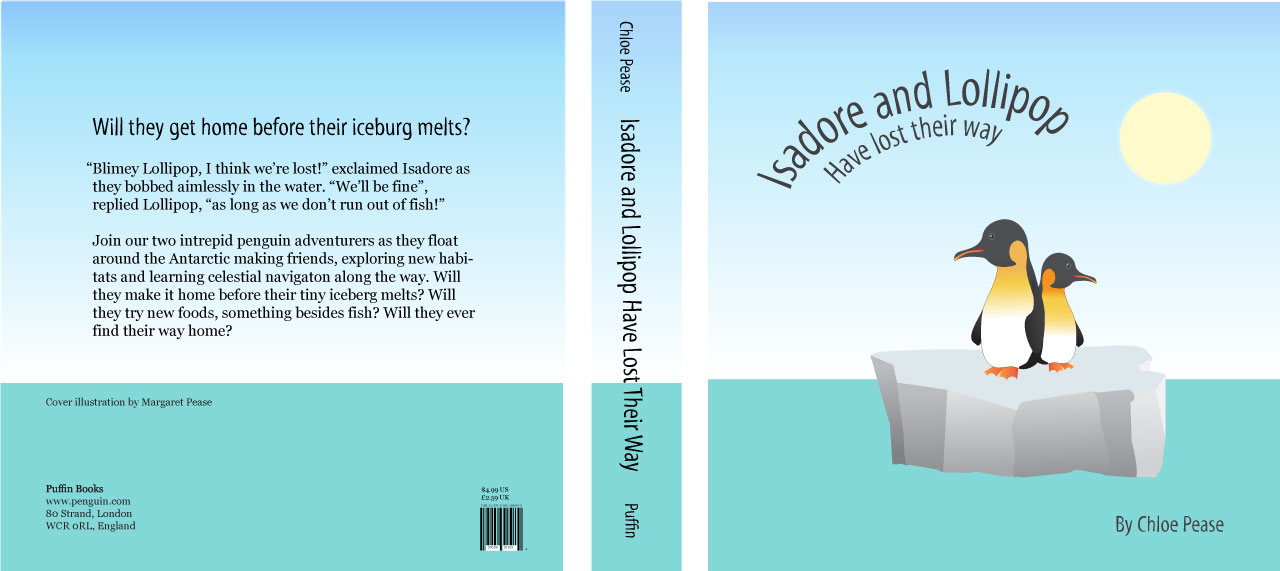 Will they get home before their iceburg melts?
“Blimey Lollipop, I think we’re lost!” exclaimed Isadore as
they bobbed aimlessly in the water. “We’ll be fine”,
replied Lollipop, “as long as we don’t run out of fish!”
Join our two intrepid penguin adventurers as they float
around the Antarctic making friends, exploring new habi-
tats and learning celestial navigaton along the way. Will
they make it home before their tiny iceberg melts? Will
they try new foods, something besides fish? Will they ever
find their way home?
Cover illustration by Margaret Pease
Puffin Books
www.penguin.com
80 Strand, London
WCR 0RL, England
$4.99 US
£2.59 UK
Chloe Pease
Isadore and Lollipop Have Lost Their Way
Puffin
Isadore and Lollipop
Have lost their way
By Chloe Pease